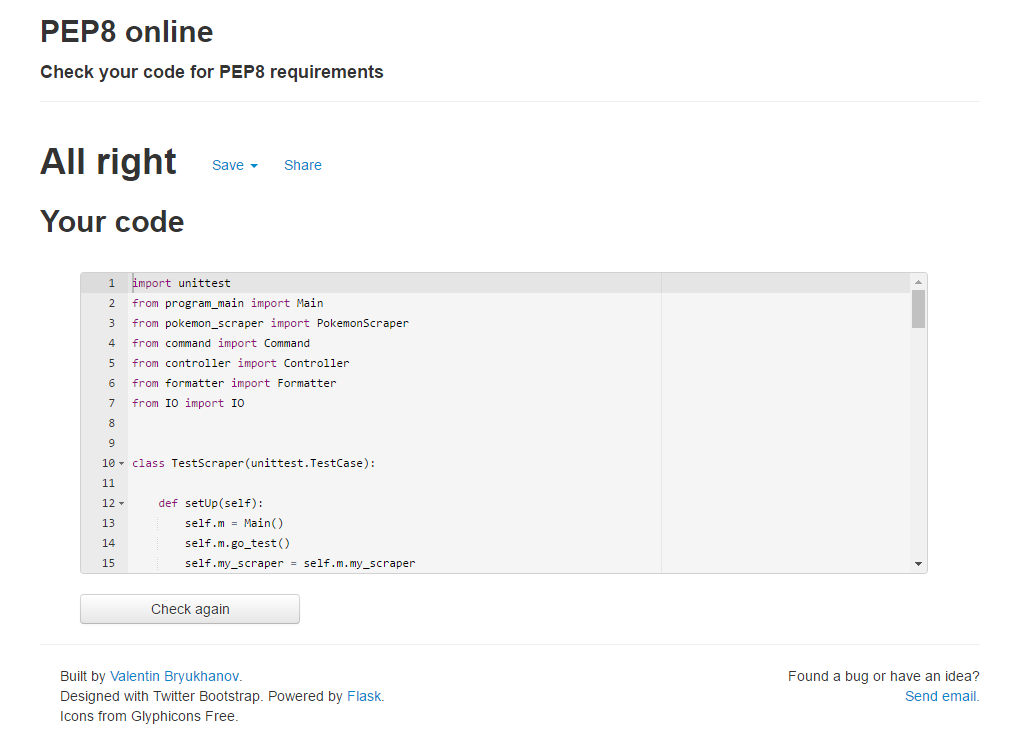 PEP8 online
Check your code for PEP8 requirements
All right Save Share
Your code
1 import unittest
2 from program_main import Main
3 from pokemon_scraper import PokemonScraper
4 from command import Command
5 from controller import Controller
6 from formatter import Formatter
7 from IO import IO
8
9
10 class TestScraper(unittest.TestCase):
11
12     def setUp(self):
13         self.m = Main()
14         self.m.go_test()
15         self.my_scraper = self.m.my_scraper
Check again
Built by Valentin Bryukhanov.
Designed with Twitter Bootstrap. Powered by Flask.
Icons from Glyphicons Free.
Found a bug or have an idea?
Send email.